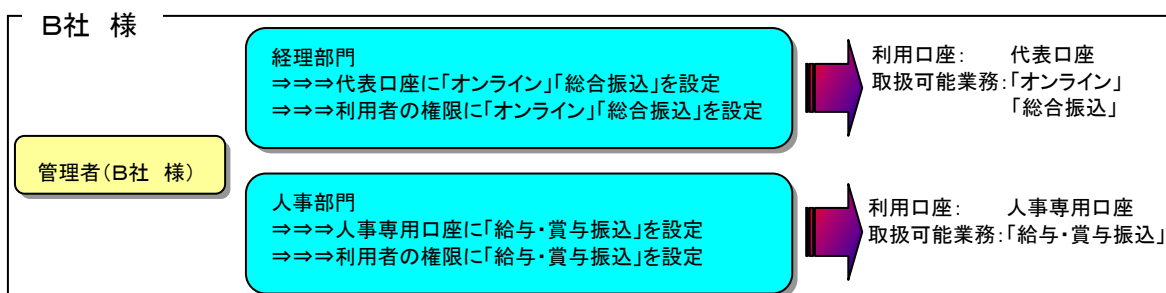 B社 様
経理部門
⇒⇒⇒代表口座に「オンライン」「総合振込」を設定
⇒⇒⇒利用者の権限に「オンライン」「総合振込」を設定
利用口座： 代表口座
取扱可能業務：「オンライン」
「総合振込」
管理者（B社 様）
人事部門
⇒⇒⇒人事専用口座に「給与・賞与振込」を設定
⇒⇒⇒利用者の権限に「給与・賞与振込」を設定
利用口座： 人事専用口座
取扱可能業務：「給与・賞与振込」